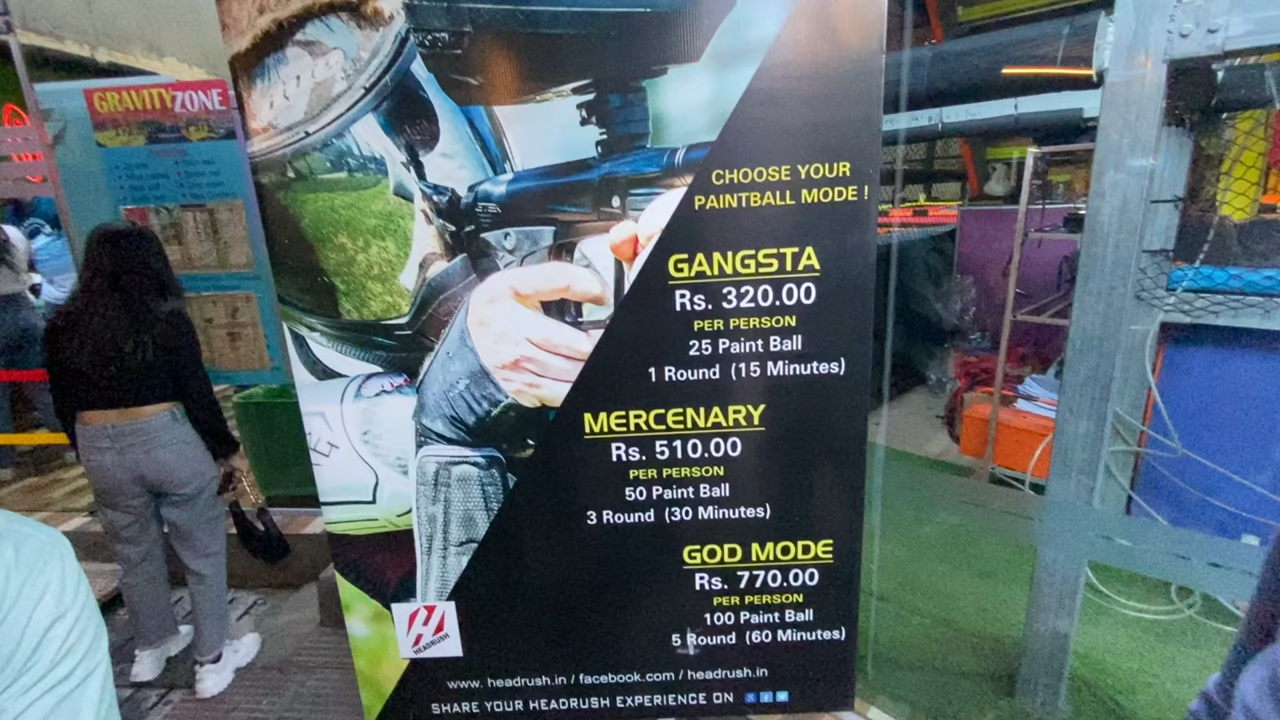 GRAVITY ZONE
CHOOSE YOUR
PAINTBALL MODE !
GANGSTA
Rs. 320.00
PER PERSON
25 Paint Ball
1 Round (15 Minutes)
MERCENARY
Rs. 510.00
PER PERSON
50 Paint Ball
3 Round (30 Minutes)
GOD MODE
Rs. 770.00
PER PERSON
100 Paint Ball
5 Round (60 Minutes)
HEADRUSH
www. headrush.in / facebook.com / headrush.in
SHARE YOUR HEADRUSH EXPERIENCE ON